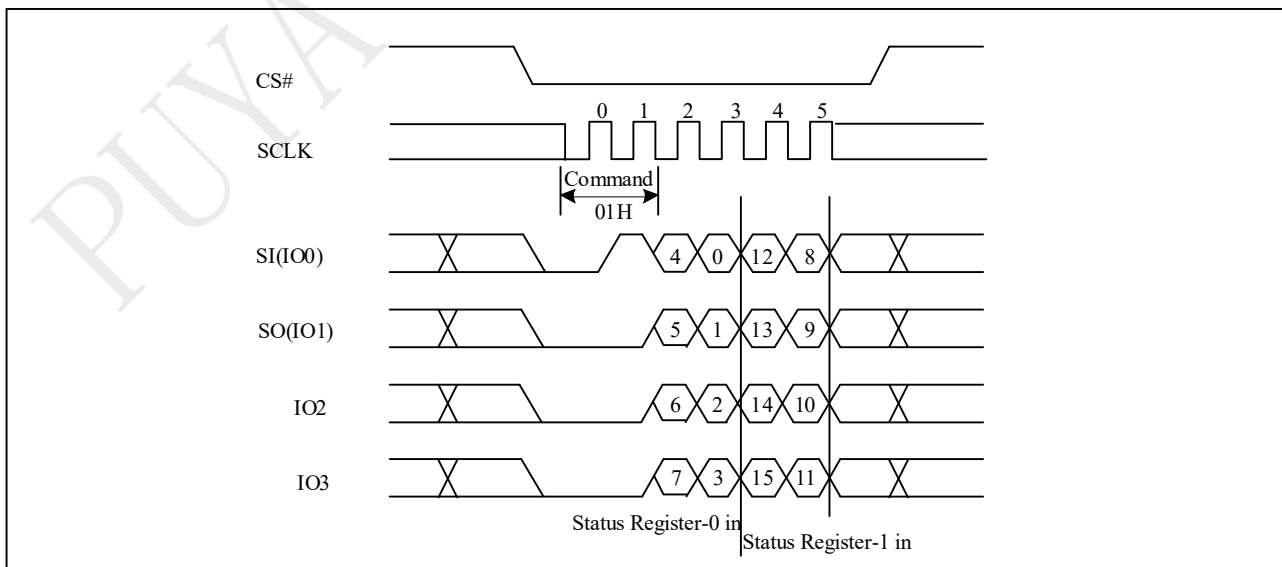 PUYA
CS#
0 1 2 3 4 5
SCLK
Command
01H
SI(IO0) 4 0 12 8
SO(IO1) 5 1 13 9
IO2 6 2 14 10
IO3 7 3 15 11
Status Register-0 in
Status Register-1 in